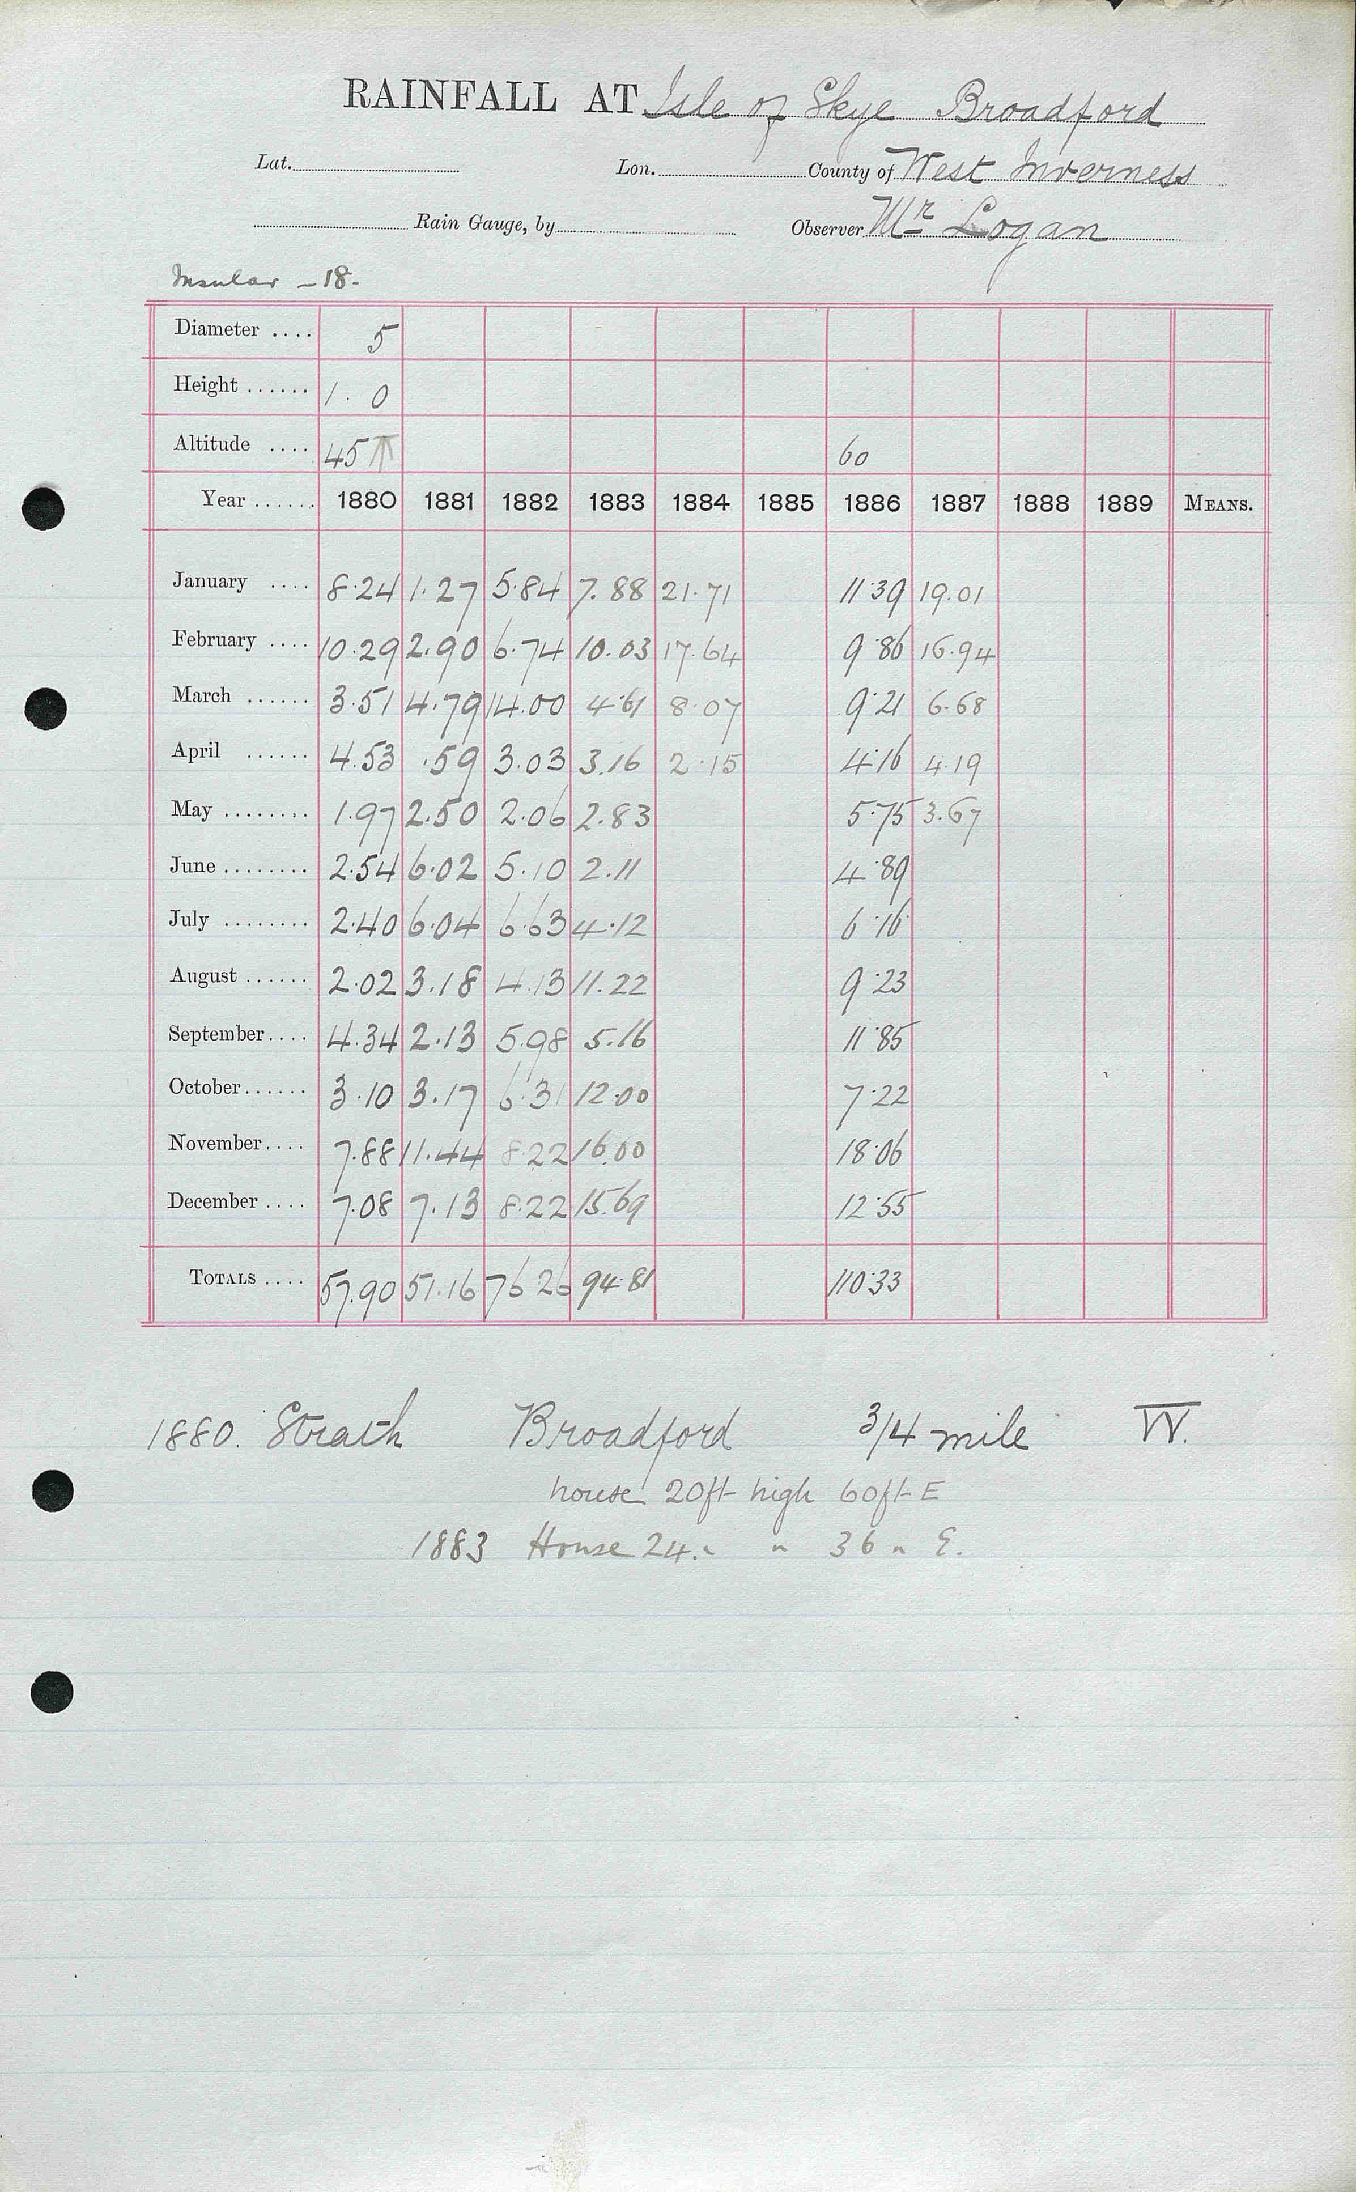 RAINFALL AT Isle of Skye Broadford
Lat. Lon. County of West Inverness
Rain Gauge, by Observer Mr Logan
Insular - 18.
Diameter .... 5
Height ...... 1. 0
Altitude .... 45 60
Year ...... 1880 1881 1882 1883 1884 1885 1886 1887 1888 1889 MEANS.
January .... 8.24 1.27 5.84 7.88 21.71 11.39 19.01
February .... 10.29 2.90 6.74 10.03 17.64 9.86 16.94
March ...... 3.51 4.79 14.00 4.61 8.07 9.21 6.68
April ...... 4.53 .59 3.03 3.16 2.15 4.16 4.19
May ........ 1.97 2.50 2.06 2.83 5.75 3.67
June ........ 2.54 6.02 5.10 2.11 4.89
July ........ 2.40 6.04 6.63 4.12 6.16
August ...... 2.02 3.18 4.13 11.22 9.23
September .... 4.34 2.13 5.98 5.16 11.85
October ...... 3.10 3.17 6.31 12.00 7.22
November .... 7.88 11.44 8.22 16.00 18.06
December .... 7.08 7.13 8.22 15.69 12.55
TOTALS .... 57.90 51.16 76.26 94.81 110.33
1880. Strath Broadford 3/4 mile W.
house 20ft high 60ft E
1883 House 24 " " 36 " E.